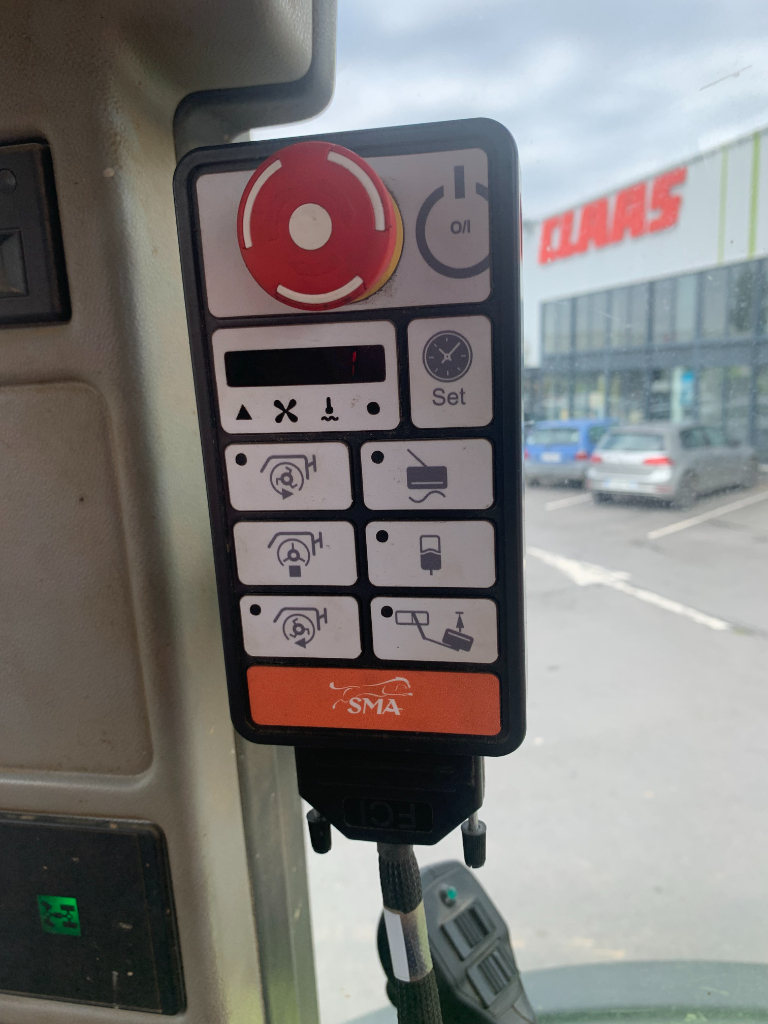 O/I
CLAAS
1
Set
SMA
FCI